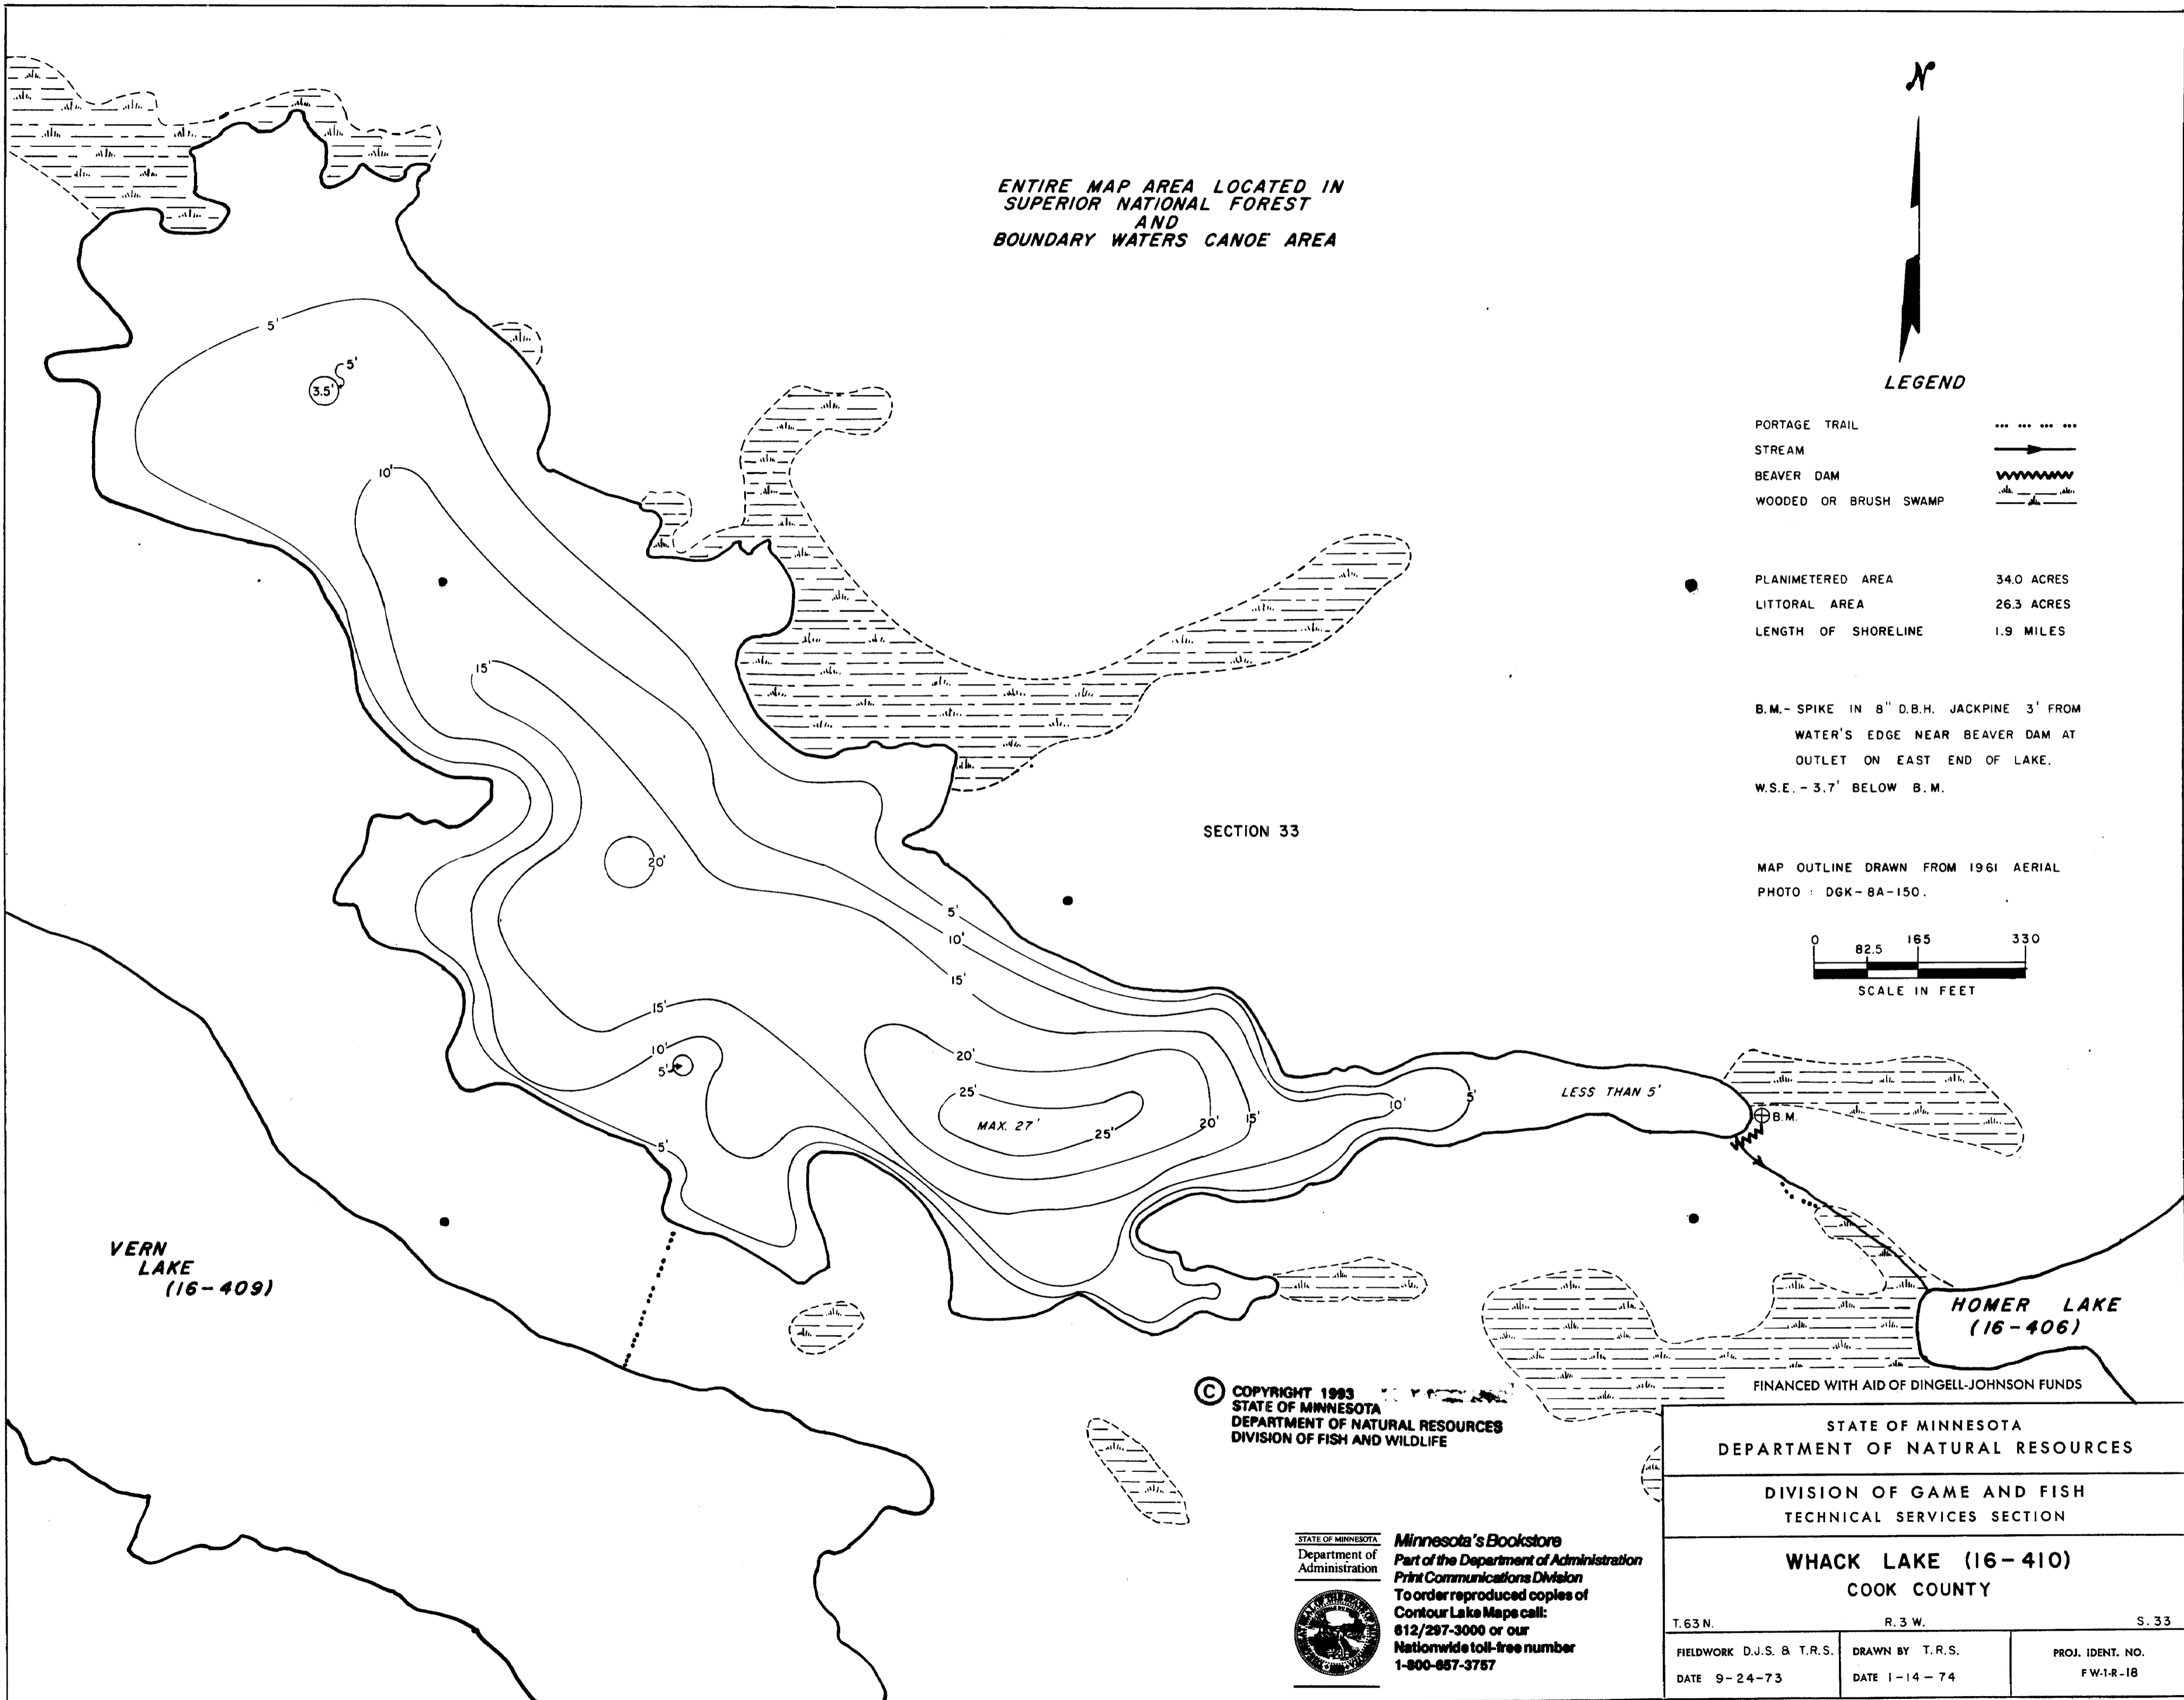 N
ENTIRE MAP AREA LOCATED IN
SUPERIOR NATIONAL FOREST
AND
BOUNDARY WATERS CANOE AREA
LEGEND
PORTAGE TRAIL
STREAM
BEAVER DAM
WOODED OR BRUSH SWAMP
PLANIMETERED AREA 34.0 ACRES
LITTORAL AREA 26.3 ACRES
LENGTH OF SHORELINE 1.9 MILES
B.M.- SPIKE IN 8" D.B.H. JACKPINE 3' FROM
WATER'S EDGE NEAR BEAVER DAM AT
OUTLET ON EAST END OF LAKE.
W.S.E. - 3.7' BELOW B.M.
MAP OUTLINE DRAWN FROM 1961 AERIAL
PHOTO : DGK-8A-150.
0 82.5 165 330
SCALE IN FEET
5'
5'
3.5'
10'
15'
20'
SECTION 33
5'
10'
15'
15'
10'
5'
5'
20'
25'
MAX. 27'
25'
20'
15'
10'
5'
LESS THAN 5'
B.M.
VERN
LAKE
(16-409)
HOMER LAKE
(16-406)
FINANCED WITH AID OF DINGELL-JOHNSON FUNDS
© COPYRIGHT 1993
STATE OF MINNESOTA
DEPARTMENT OF NATURAL RESOURCES
DIVISION OF FISH AND WILDLIFE
STATE OF MINNESOTA
Department of
Administration
Minnesota's Bookstore
Part of the Department of Administration
Print Communications Division
To order reproduced copies of
Contour Lake Maps call:
612/297-3000 or our
Nationwide toll-free number
1-800-657-3757
STATE OF MINNESOTA
DEPARTMENT OF NATURAL RESOURCES
DIVISION OF GAME AND FISH
TECHNICAL SERVICES SECTION
WHACK LAKE (16-410)
COOK COUNTY
T. 63 N. R. 3 W. S. 33
FIELDWORK D.J.S. & T.R.S.
DATE 9-24-73
DRAWN BY T.R.S.
DATE 1-14-74
PROJ. IDENT. NO.
FW-1-R-18